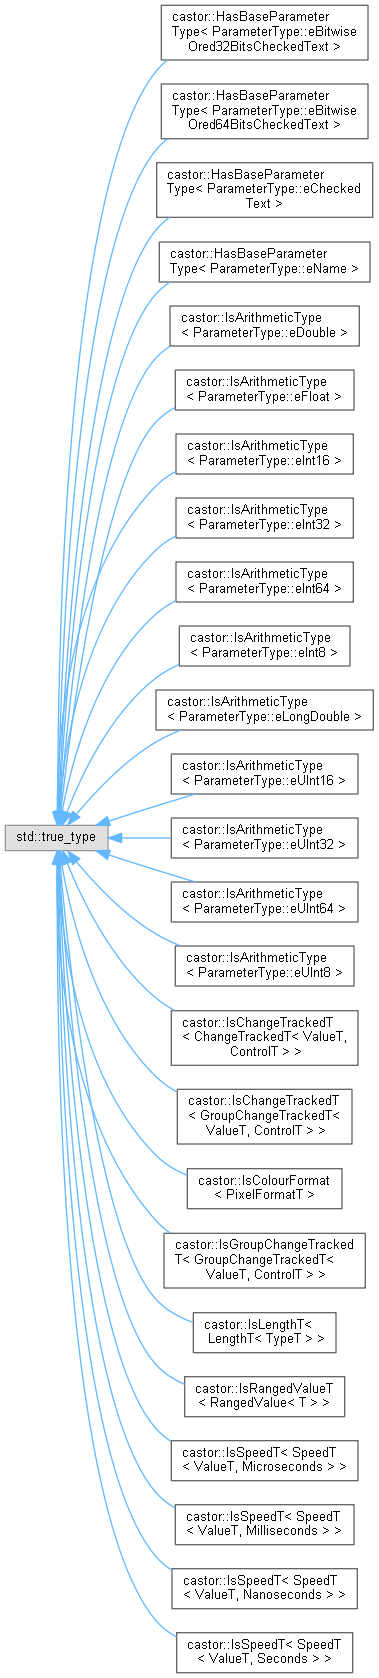 castor::HasBaseParameter
Type< ParameterType::eBitwise
Ored32BitsCheckedText >
castor::HasBaseParameter
Type< ParameterType::eBitwise
Ored64BitsCheckedText >
castor::HasBaseParameter
Type< ParameterType::eChecked
Text >
castor::HasBaseParameter
Type< ParameterType::eName >
castor::IsArithmeticType
< ParameterType::eDouble >
castor::IsArithmeticType
< ParameterType::eFloat >
castor::IsArithmeticType
< ParameterType::eInt16 >
castor::IsArithmeticType
< ParameterType::eInt32 >
castor::IsArithmeticType
< ParameterType::eInt64 >
castor::IsArithmeticType
< ParameterType::eInt8 >
castor::IsArithmeticType
< ParameterType::eLongDouble >
castor::IsArithmeticType
< ParameterType::eUInt16 >
std::true_type
castor::IsArithmeticType
< ParameterType::eUInt32 >
castor::IsArithmeticType
< ParameterType::eUInt64 >
castor::IsArithmeticType
< ParameterType::eUInt8 >
castor::IsChangeTrackedT
< ChangeTrackedT< ValueT,
ControlT > >
castor::IsChangeTrackedT
< GroupChangeTrackedT<
ValueT, ControlT > >
castor::IsColourFormat
< PixelFormatT >
castor::IsGroupChangeTracked
T< GroupChangeTrackedT<
ValueT, ControlT > >
castor::IsLengthT<
LengthT< TypeT > >
castor::IsRangedValueT
< RangedValue< T > >
castor::IsSpeedT< SpeedT
< ValueT, Microseconds > >
castor::IsSpeedT< SpeedT
< ValueT, Milliseconds > >
castor::IsSpeedT< SpeedT
< ValueT, Nanoseconds > >
castor::IsSpeedT< SpeedT
< ValueT, Seconds > >